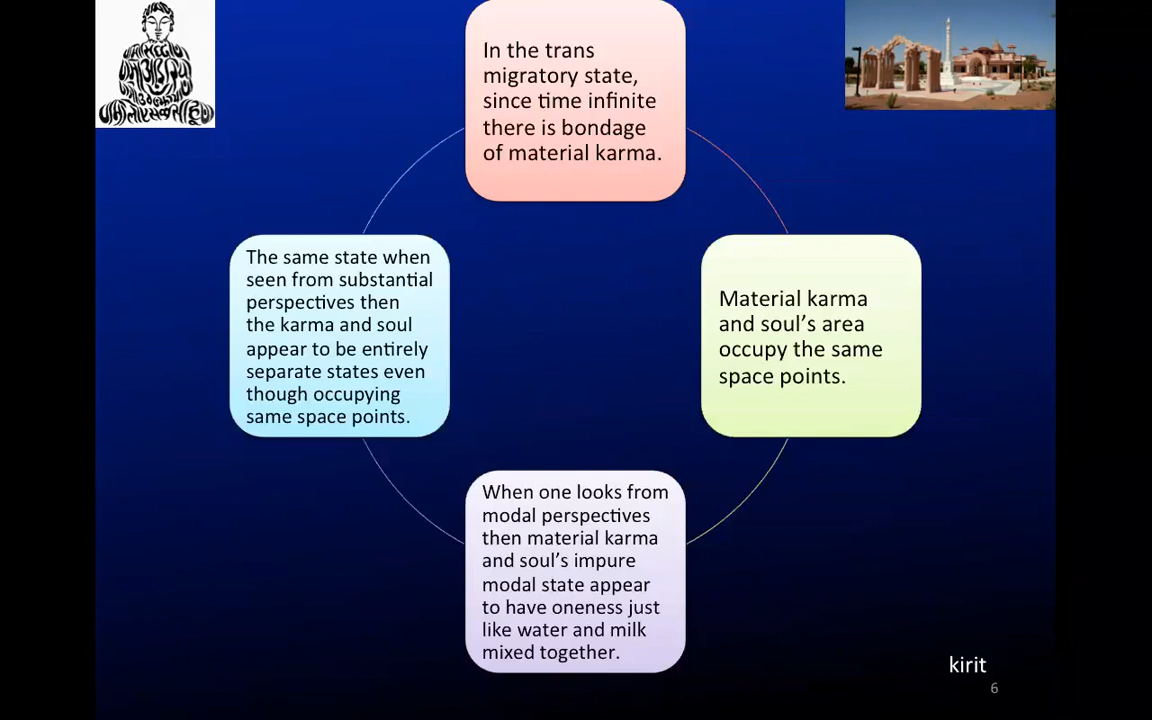 In the trans
migratory state,
since time infinite
there is bondage
of material karma.
Material karma
and soul’s area
occupy the same
space points.
When one looks from
modal perspectives
then material karma
and soul’s impure
modal state appear
to have oneness just
like water and milk
mixed together.
The same state when
seen from substantial
perspectives then
the karma and soul
appear to be entirely
separate states even
though occupying
same space points.
kirit
6